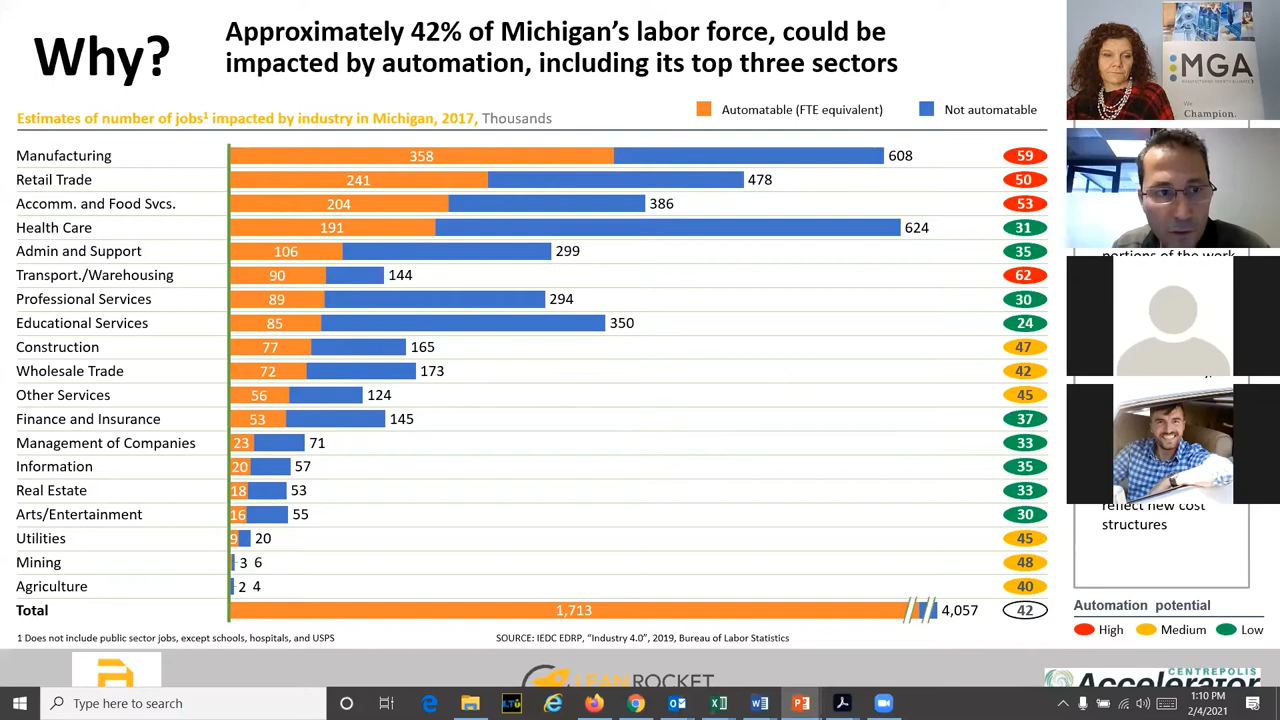 Why?
Approximately 42% of Michigan's labor force, could be
impacted by automation, including its top three sectors
Estimates of number of jobs1 impacted by industry in Michigan, 2017, Thousands
Automatable (FTE equivalent) Not automatable
Manufacturing 358 608 59
Retail Trade 241 478 50
Accomm. and Food Svcs. 204 386 53
Health Care 191 624 31
Admin and Support 106 299 35
Transport./Warehousing 90 144 62
Professional Services 89 294 30
Educational Services 85 350 24
Construction 77 165 47
Wholesale Trade 72 173 42
Other Services 56 124 45
Finance and Insurance 53 145 37
Management of Companies 23 71 33
Information 20 57 35
Real Estate 18 53 33
Arts/Entertainment 16 55 30
Utilities 9 20 45
Mining 3 6 48
Agriculture 2 4 40
Total 1,713 4,057 42
1 Does not include public sector jobs, except schools, hospitals, and USPS
SOURCE: IEDC EDRP, "Industry 4.0", 2019, Bureau of Labor Statistics
MGA
We
Champion.
portions of the work
reflect new cost
structures
Automation potential
High Medium Low
LEANROCKET
CENTREPOLIS
Accelerator
Type here to search
LTU
1:10 PM
2/4/2021